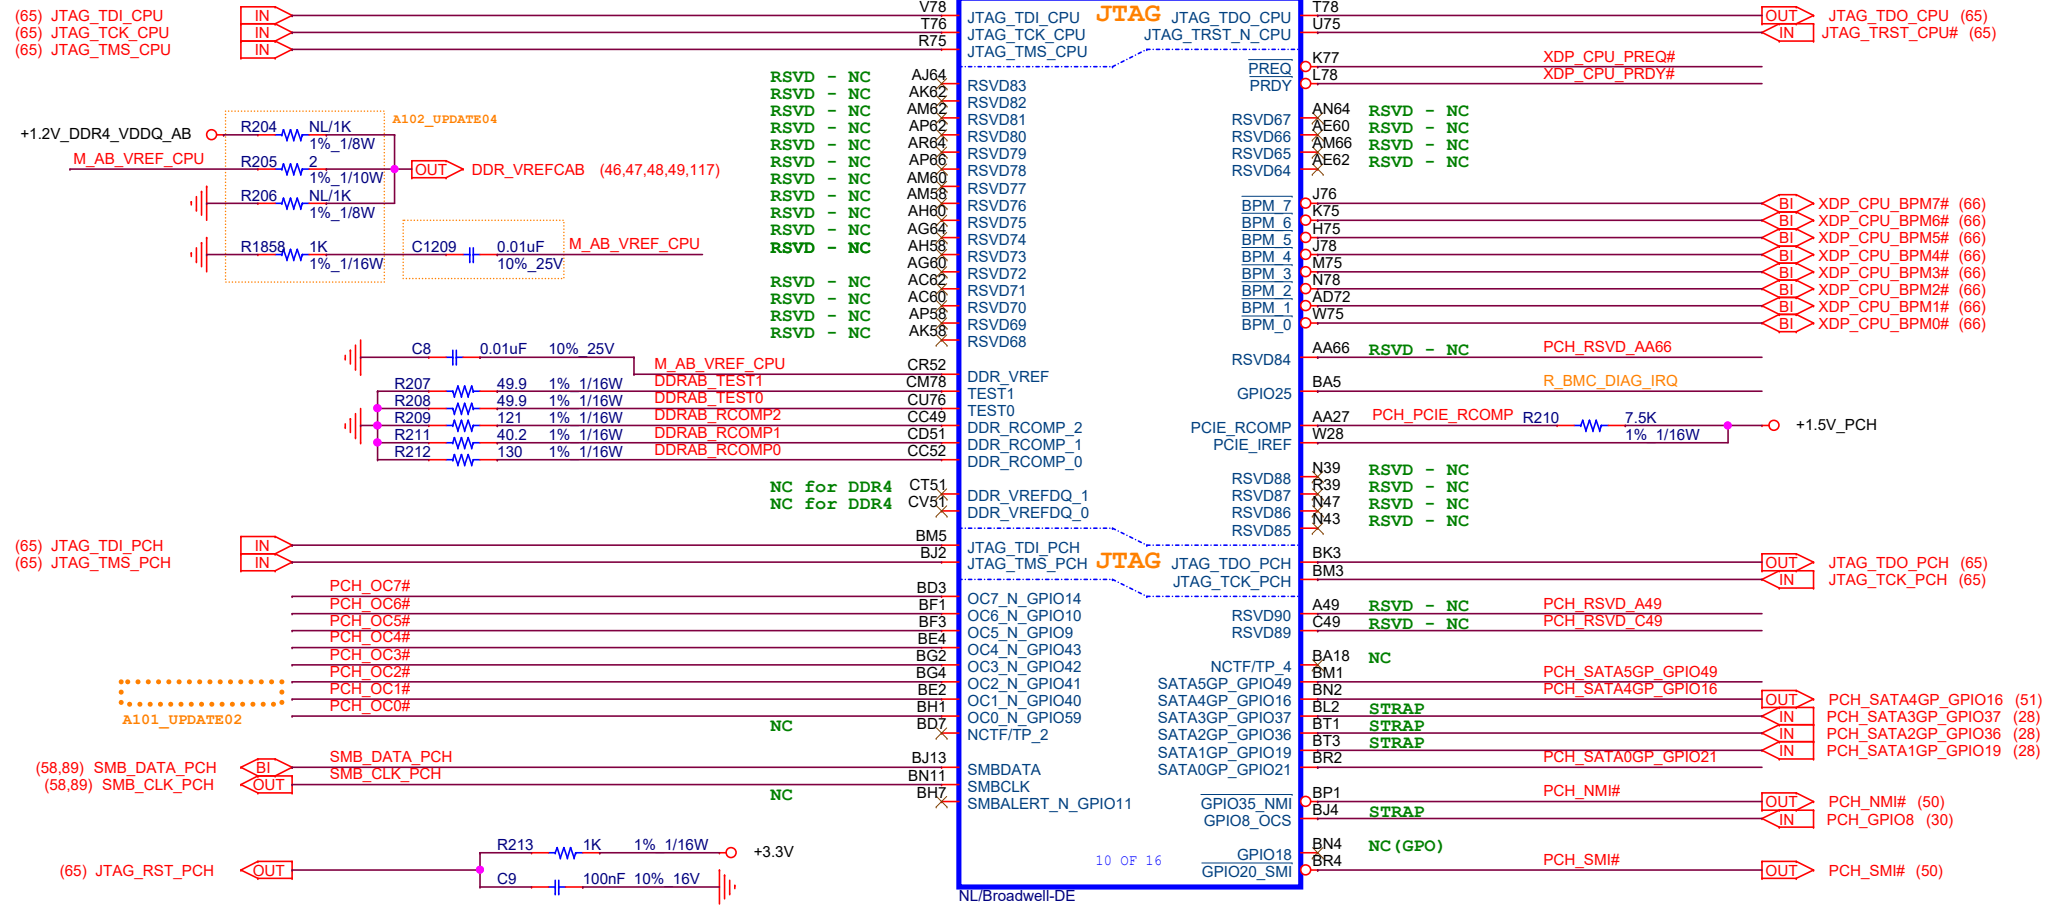 (65) JTAG_TDI_CPU IN V78 JTAG_TDI_CPU JTAG JTAG_TDO_CPU T78 OUT JTAG_TDO_CPU (65)
(65) JTAG_TCK_CPU IN T76 JTAG_TCK_CPU JTAG_TRST_N_CPU U75 IN JTAG_TRST_CPU# (65)
(65) JTAG_TMS_CPU IN R75 JTAG_TMS_CPU
PREQ K77 XDP_CPU_PREQ#
PRDY L78 XDP_CPU_PRDY#
RSVD - NC AJ64 RSVD83
RSVD - NC AK62 RSVD82
RSVD - NC AM62 RSVD81 RSVD67 AN64 RSVD - NC
RSVD - NC AP62 RSVD80 RSVD66 AE60 RSVD - NC
RSVD - NC AR64 RSVD79 RSVD65 AM66 RSVD - NC
RSVD - NC AP66 RSVD78 RSVD64 AE62 RSVD - NC
RSVD - NC AM60 RSVD77
RSVD - NC AM58 RSVD76 BPM_7 J76 BI XDP_CPU_BPM7# (66)
RSVD - NC AH60 RSVD75 BPM_6 K75 BI XDP_CPU_BPM6# (66)
RSVD - NC AG64 RSVD74 BPM_5 H75 BI XDP_CPU_BPM5# (66)
RSVD - NC AH58 RSVD73 BPM_4 J78 BI XDP_CPU_BPM4# (66)
AG60 RSVD72 BPM_3 M75 BI XDP_CPU_BPM3# (66)
RSVD - NC AC62 RSVD71 BPM_2 N78 BI XDP_CPU_BPM2# (66)
RSVD - NC AC60 RSVD70 BPM_1 AD72 BI XDP_CPU_BPM1# (66)
RSVD - NC AP58 RSVD69 BPM_0 W75 BI XDP_CPU_BPM0# (66)
RSVD - NC AK58 RSVD68
A102_UPDATE04
+1.2V_DDR4_VDDQ_AB R204 NL/1K
1%_1/8W
M_AB_VREF_CPU R205 2 OUT DDR_VREFCAB (46,47,48,49,117)
1%_1/10W
R206 NL/1K
1%_1/8W
R1858 1K C1209 0.01uF M_AB_VREF_CPU
1%_1/16W 10%_25V
C8 0.01uF 10%_25V RSVD84 AA66 RSVD - NC PCH_RSVD_AA66
M_AB_VREF_CPU CR52 DDR_VREF
R207 49.9 1%_1/16W DDRAB_TEST1 CM78 TEST1 GPIO25 BA5 R_BMC_DIAG_IRQ
R208 49.9 1%_1/16W DDRAB_TEST0 CU76 TEST0
R209 121 1%_1/16W DDRAB_RCOMP2 CC49 DDR_RCOMP_2 PCIE_RCOMP AA27 PCH_PCIE_RCOMP R210 7.5K +1.5V_PCH
R211 40.2 1%_1/16W DDRAB_RCOMP1 CD51 DDR_RCOMP_1 PCIE_IREF W28 1%_1/16W
R212 130 1%_1/16W DDRAB_RCOMP0 CC52 DDR_RCOMP_0
RSVD88 N39 RSVD - NC
NC for DDR4 CT51 DDR_VREFDQ_1 RSVD87 R39 RSVD - NC
NC for DDR4 CV51 DDR_VREFDQ_0 RSVD86 N47 RSVD - NC
RSVD85 N43 RSVD - NC
(65) JTAG_TDI_PCH IN BM5 JTAG_TDI_PCH
(65) JTAG_TMS_PCH IN BJ2 JTAG_TMS_PCH JTAG JTAG_TDO_PCH BK3 OUT JTAG_TDO_PCH (65)
JTAG_TCK_PCH BM3 IN JTAG_TCK_PCH (65)
PCH_OC7# BD3 OC7_N_GPIO14
PCH_OC6# BF1 OC6_N_GPIO10 RSVD90 A49 RSVD - NC PCH_RSVD_A49
PCH_OC5# BF3 OC5_N_GPIO9 RSVD89 C49 RSVD - NC PCH_RSVD_C49
PCH_OC4# BE4 OC4_N_GPIO43
PCH_OC3# BG2 OC3_N_GPIO42 NCTF/TP_4 BA18 NC
PCH_OC2# BG4 OC2_N_GPIO41 SATA5GP_GPIO49 BM1 PCH_SATA5GP_GPIO49
PCH_OC1# BE2 OC1_N_GPIO40 SATA4GP_GPIO16 BN2 PCH_SATA4GP_GPIO16 OUT PCH_SATA4GP_GPIO16 (51)
PCH_OC0# BH1 OC0_N_GPIO59 SATA3GP_GPIO37 BL2 STRAP IN PCH_SATA3GP_GPIO37 (28)
A101_UPDATE02
NC BD7 NCTF/TP_2 SATA2GP_GPIO36 BT1 STRAP IN PCH_SATA2GP_GPIO36 (28)
SATA1GP_GPIO19 BT3 STRAP IN PCH_SATA1GP_GPIO19 (28)
(58,89) SMB_DATA_PCH BI SMB_DATA_PCH BJ13 SMBDATA SATA0GP_GPIO21 BR2 PCH_SATA0GP_GPIO21
(58,89) SMB_CLK_PCH OUT SMB_CLK_PCH BN11 SMBCLK
NC BH7 SMBALERT_N_GPIO11 GPIO35_NMI BP1 PCH_NMI# OUT PCH_NMI# (50)
GPIO8_OCS BJ4 STRAP IN PCH_GPIO8 (30)
R213 1K 1%_1/16W +3.3V GPIO18 BN4 NC(GPO)
(65) JTAG_RST_PCH OUT 10 OF 16 GPIO20_SMI BR4 PCH_SMI# OUT PCH_SMI# (50)
C9 100nF 10%_16V
NL/Broadwell-DE